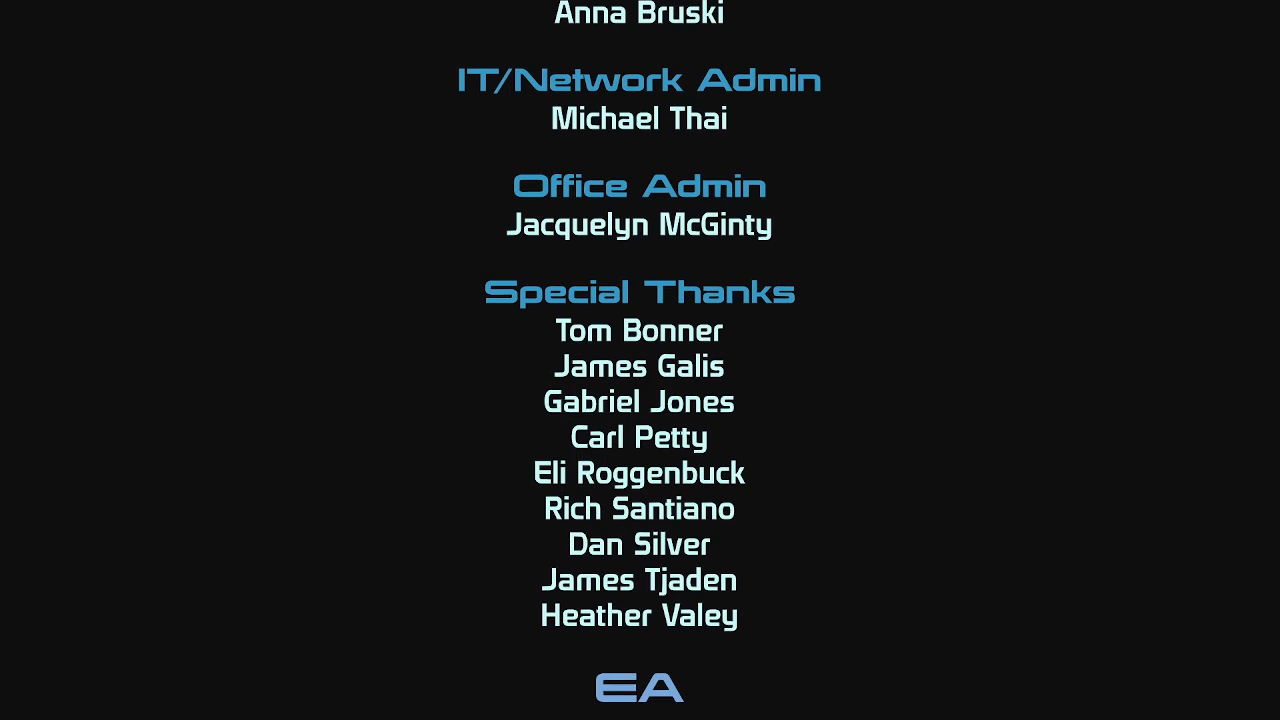 Anna Bruski
IT/Network Admin
Michael Thai
Office Admin
Jacquelyn McGinty
Special Thanks
Tom Bonner
James Galis
Gabriel Jones
Carl Petty
Eli Roggenbuck
Rich Santiano
Dan Silver
James Tjaden
Heather Valey
EA